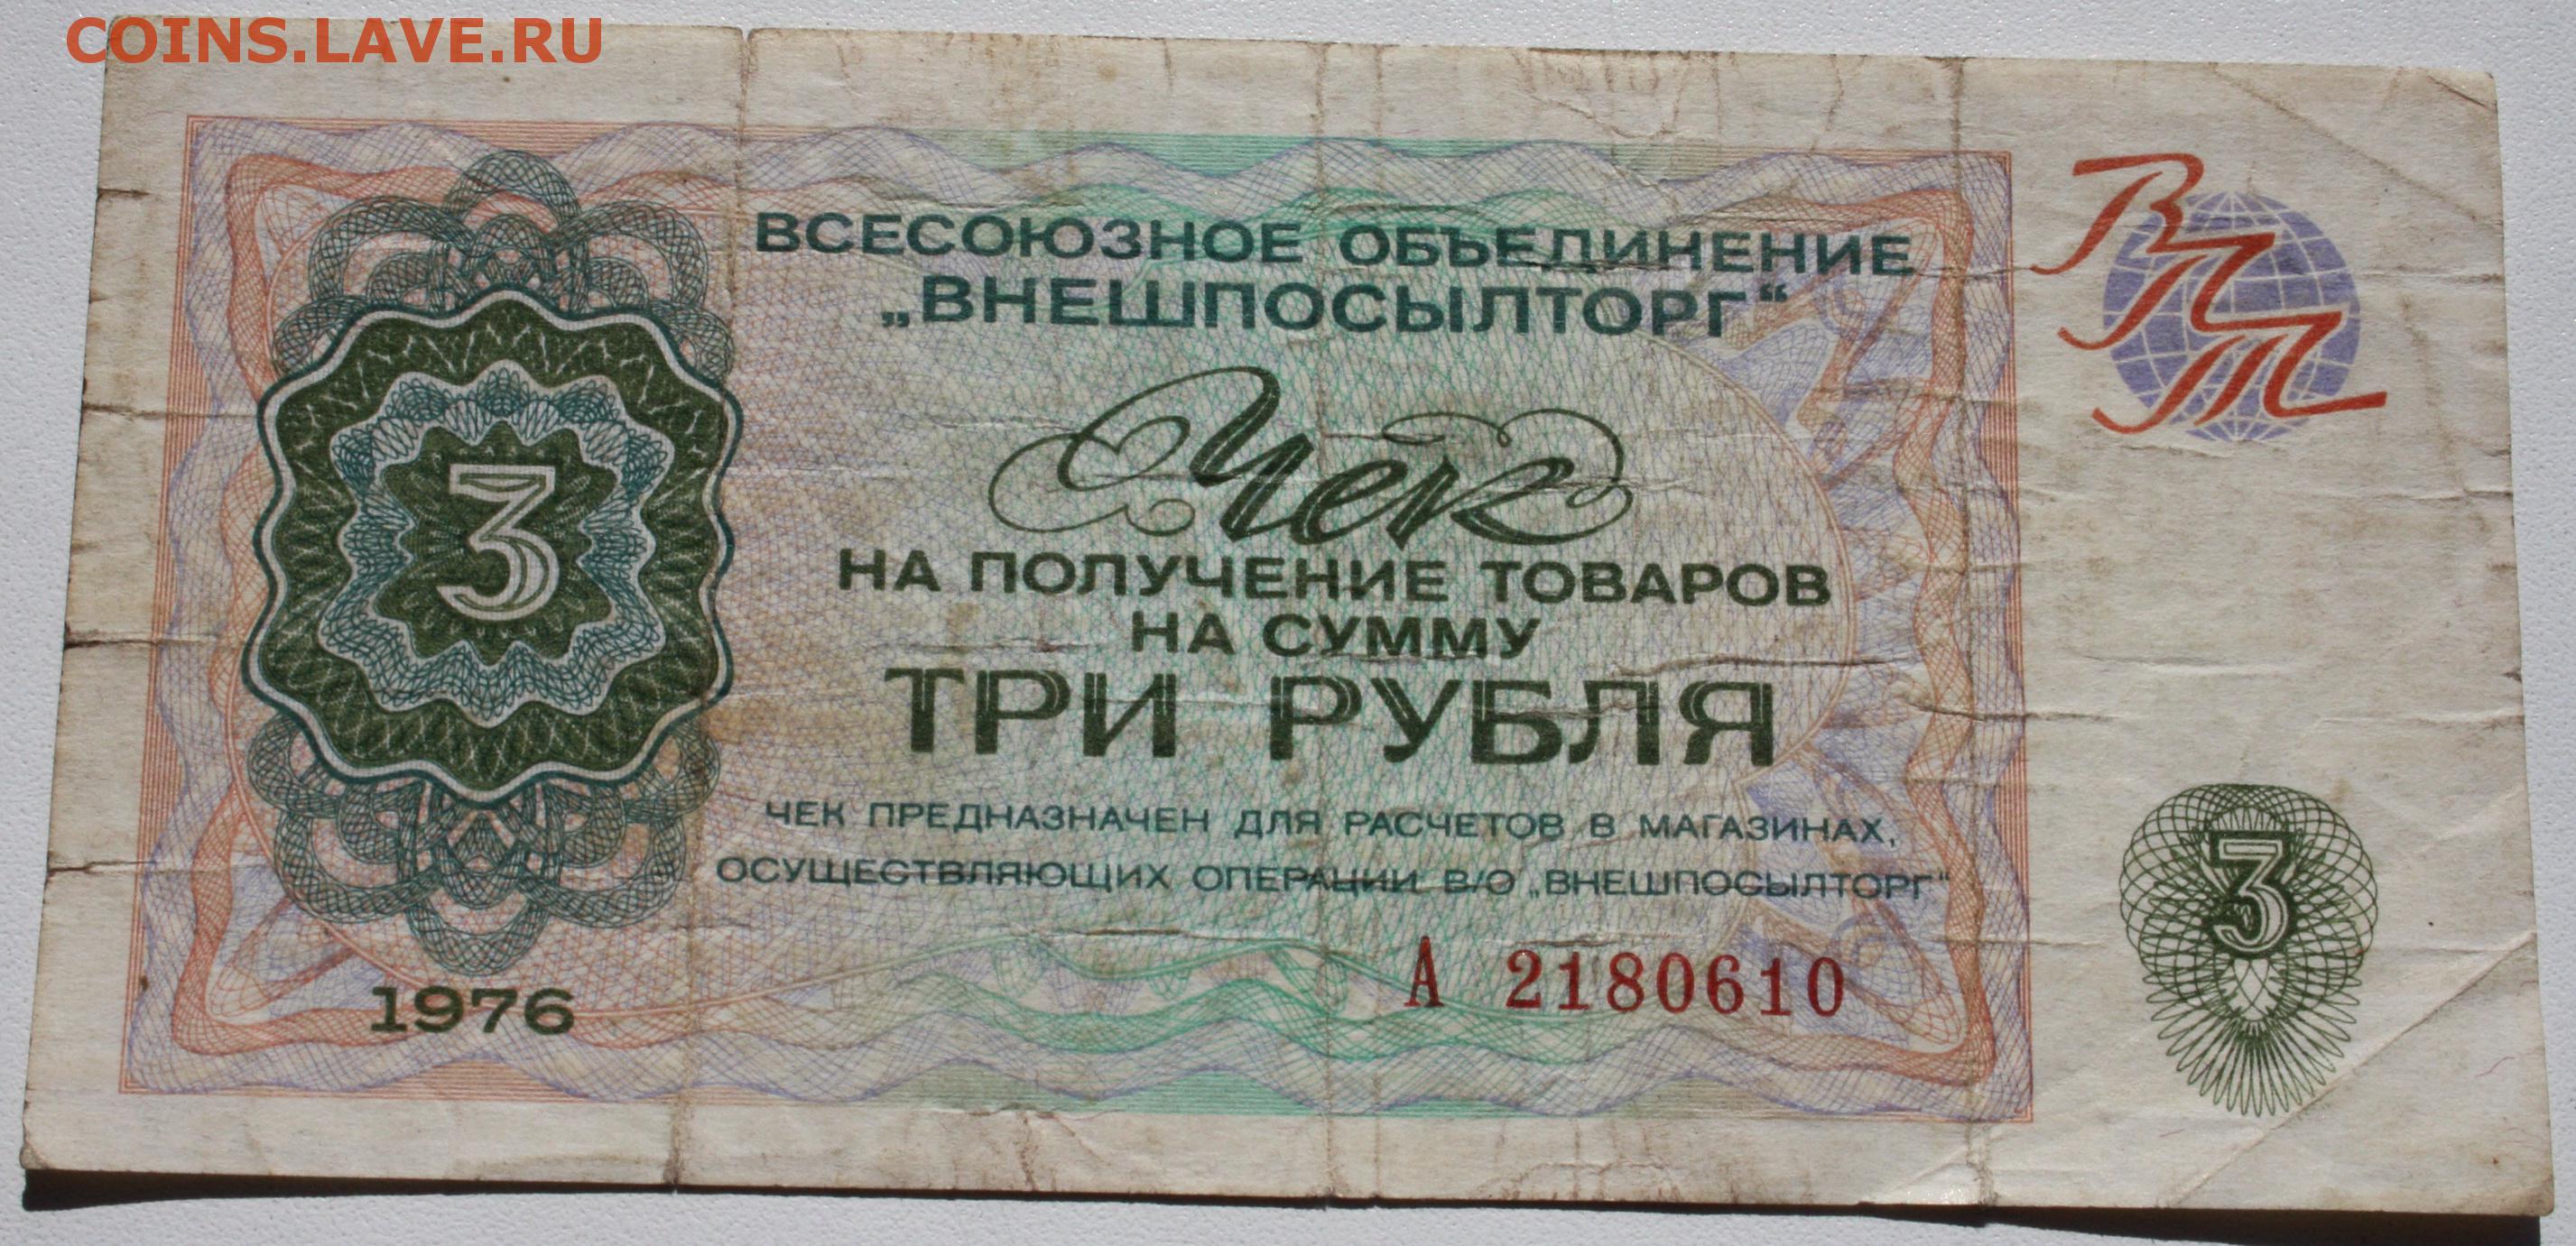 COINS.LAVE.RU
ВПТ
ВСЕСОЮЗНОЕ ОБЪЕДИНЕНИЕ
„ВНЕШПОСЫЛТОРГ“
Чек
НА ПОЛУЧЕНИЕ ТОВАРОВ
НА СУММУ
ТРИ РУБЛЯ
3
ЧЕК ПРЕДНАЗНАЧЕН ДЛЯ РАСЧЕТОВ В МАГАЗИНАХ,
ОСУЩЕСТВЛЯЮЩИХ ОПЕРАЦИИ В/О „ВНЕШПОСЫЛТОРГ“
3
А 2180610
1976